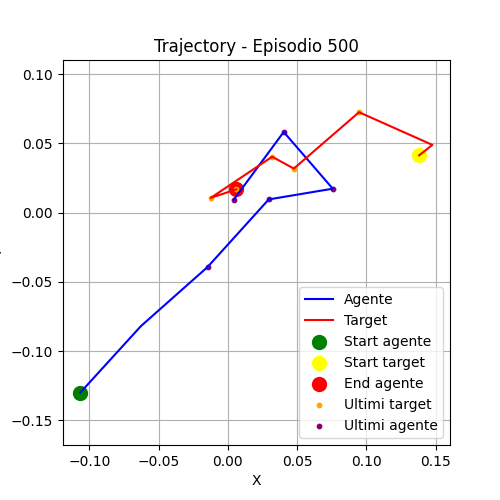 Trajectory - Episodio 500
0.10
0.05
0.00
−0.05
−0.10
−0.15
Agente
Target
Start agente
Start target
End agente
Ultimi target
Ultimi agente
−0.10 −0.05 0.00 0.05 0.10 0.15
X